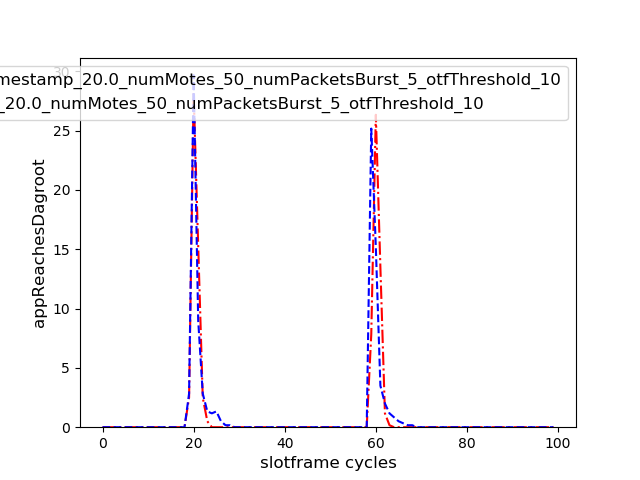 mestamp_20.0_numMotes_50_numPacketsBurst_5_otfThreshold_10
_20.0_numMotes_50_numPacketsBurst_5_otfThreshold_10
appReachesDagroot
30
25
20
15
10
5
0
0 20 40 60 80 100
slotframe cycles